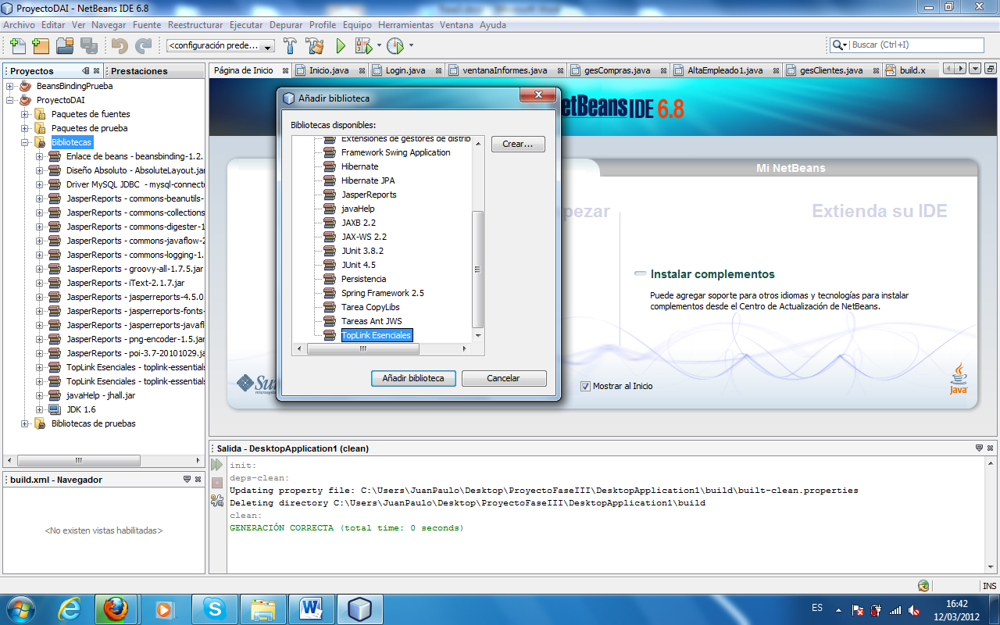 ProyectoDAI - NetBeans IDE 6.8
Archivo Editar Ver Navegar Fuente Reestructurar Ejecutar Depurar Profile Equipo Herramientas Ventana Ayuda
<configuración prede...
Buscar (Ctrl+I)
Proyectos
Prestaciones
Página de Inicio
Inicio.java
Login.java
ventanaInformes.java
gesCompras.java
AltaEmpleado1.java
gesClientes.java
build.x
BeansBindingPrueba
ProyectoDAI
Paquetes de fuentes
Paquetes de prueba
Bibliotecas
Enlace de beans - beansbinding-1.2.
Diseño Absoluto - AbsoluteLayout.jar
Driver MySQL JDBC - mysql-connecto
JasperReports - commons-beanutils-
JasperReports - commons-collections
JasperReports - commons-digester-1
JasperReports - commons-javaflow-2
JasperReports - commons-logging-1.
JasperReports - groovy-all-1.7.5.jar
JasperReports - iText-2.1.7.jar
JasperReports - jasperreports-4.5.0.
JasperReports - jasperreports-fonts-
JasperReports - jasperreports-javafl
JasperReports - png-encoder-1.5.jar
JasperReports - poi-3.7-20101029.ja
TopLink Esenciales - toplink-essentials
TopLink Esenciales - toplink-essentials
javaHelp - jhall.jar
JDK 1.6
Bibliotecas de pruebas
Añadir biblioteca
Bibliotecas disponibles:
Extensiones de gestores de distrib
Framework Swing Application
Hibernate
Hibernate JPA
JasperReports
javaHelp
JAXB 2.2
JAX-WS 2.2
JUnit 3.8.2
JUnit 4.5
Persistencia
Spring Framework 2.5
Tarea CopyLibs
Tareas Ant JWS
TopLink Esenciales
Crear...
Añadir biblioteca
Cancelar
etBeans IDE 6.8
Mi NetBeans
pezar
Extienda su IDE
Instalar complementos
Puede agregar soporte para otros idiomas y tecnologías para instalar
complementos desde el Centro de Actualización de NetBeans.
Mostrar al Inicio
Java
build.xml - Navegador
<No existen vistas habilitadas>
Salida - DesktopApplication1 (clean)
init:
deps-clean:
Updating property file: C:\Users\JuanPaulo\Desktop\ProyectoFaseIII\DesktopApplication1\build\built-clean.properties
Deleting directory C:\Users\JuanPaulo\Desktop\ProyectoFaseIII\DesktopApplication1\build
clean:
GENERACIÓN CORRECTA (total time: 0 seconds)
INS
ES
16:42
12/03/2012